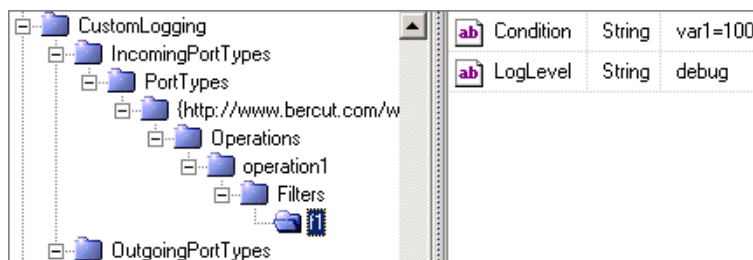 CustomLogging
IncomingPortTypes
PortTypes
{http://www.bercut.com/w
Operations
operation1
Filters
f1
OutgoingPortTypes
ab Condition String var1=100
ab LogLevel String debug